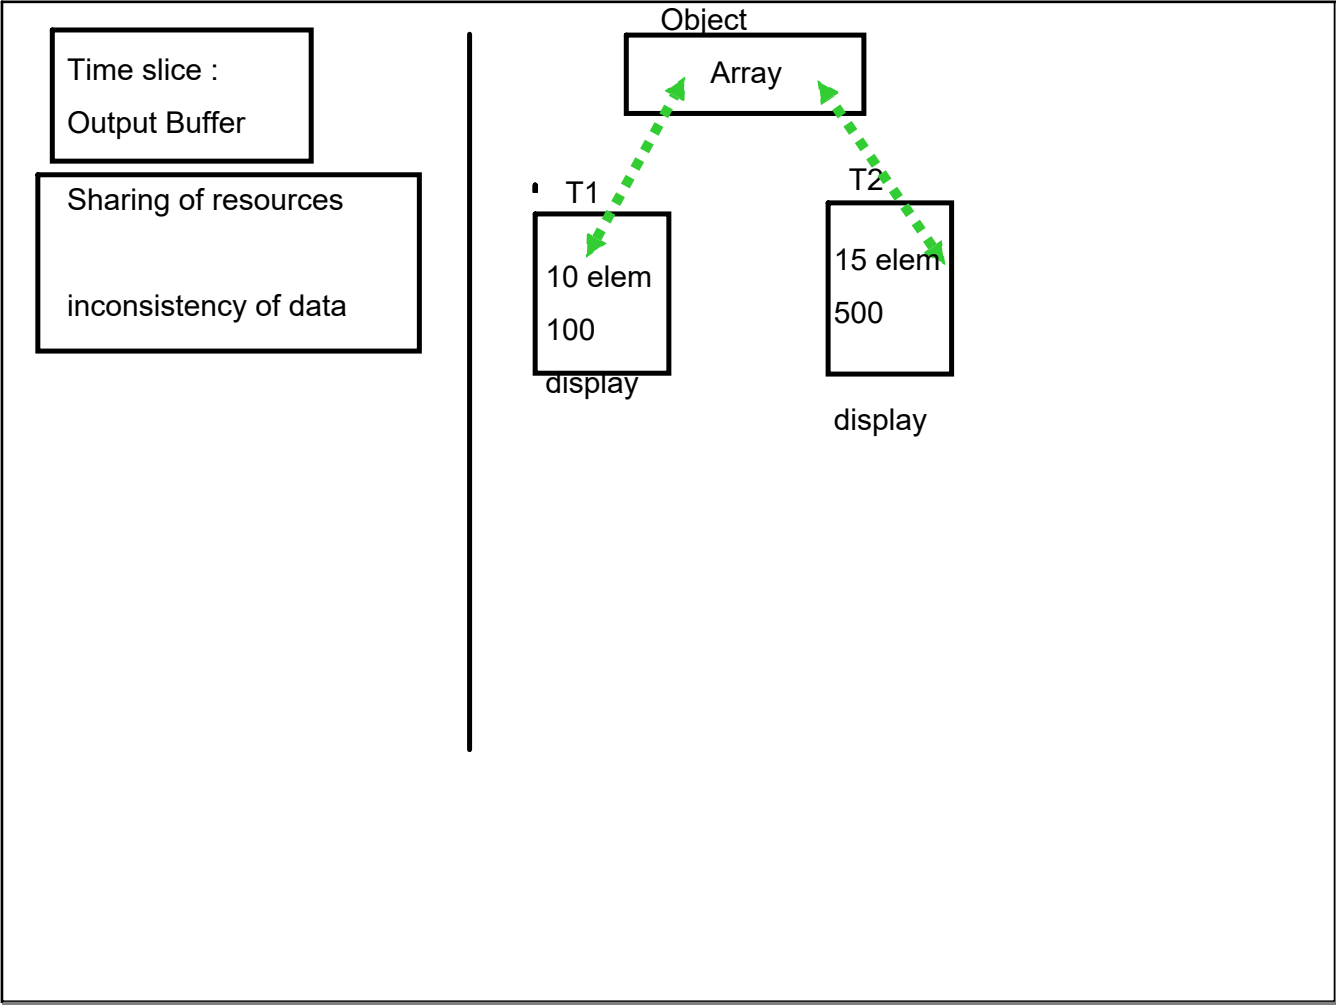 Time slice :
Output Buffer
Sharing of resources
inconsistency of data
Object
Array
T1
10 elem
100
display
T2
15 elem
500
display